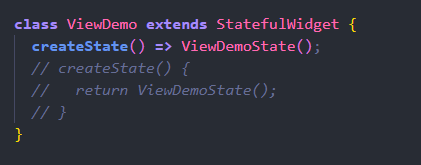 class ViewDemo extends StatefulWidget {
  createState() => ViewDemoState();
  // createState() {
  //   return ViewDemoState();
  // }
}